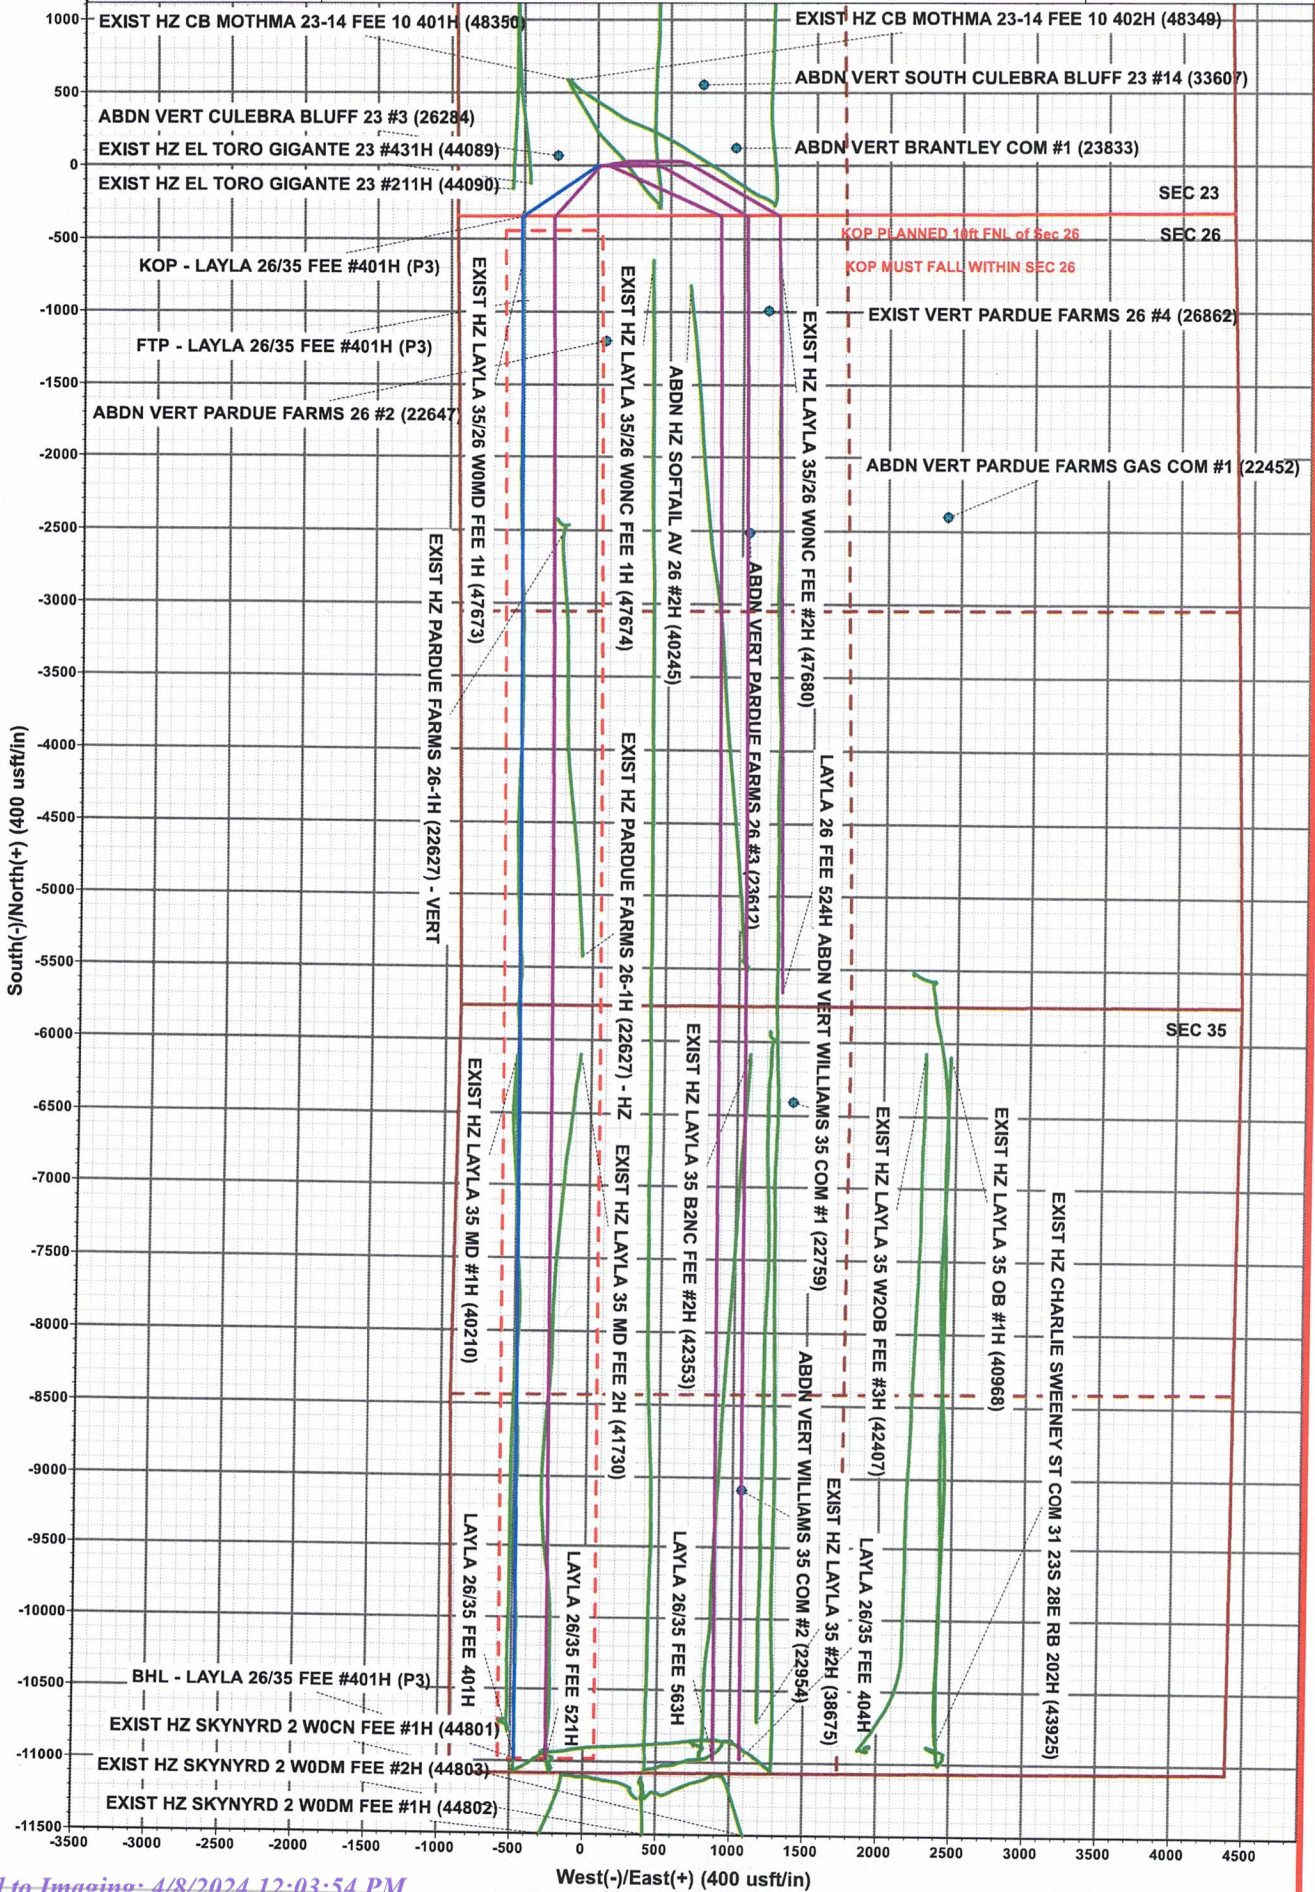 EXIST HZ CB MOTHMA 23-14 FEE 10 401H (48350)
EXIST HZ CB MOTHMA 23-14 FEE 10 402H (48349)
ABDN VERT SOUTH CULEBRA BLUFF 23 #14 (33607)
ABDN VERT CULEBRA BLUFF 23 #3 (26284)
EXIST HZ EL TORO GIGANTE 23 #431H (44089)
ABDN VERT BRANTLEY COM #1 (23833)
EXIST HZ EL TORO GIGANTE 23 #211H (44090)
SEC 23
KOP PLANNED 10ft FNL of Sec 26
SEC 26
KOP - LAYLA 26/35 FEE #401H (P3)
KOP MUST FALL WITHIN SEC 26
EXIST VERT PARDUE FARMS 26 #4 (26862)
FTP - LAYLA 26/35 FEE #401H (P3)
ABDN VERT PARDUE FARMS 26 #2 (22647)
ABDN VERT PARDUE FARMS GAS COM #1 (22452)
EXIST HZ PARDUE FARMS 26-1H (22627) - VERT
EXIST HZ LAYLA 35/26 W0MD FEE 1H (47673)
EXIST HZ LAYLA 35/26 W0NC FEE 1H (47674)
ABDN HZ SOFTAIL AV 26 #2H (40245)
ABDN VERT PARDUE FARMS 26 #3 (23612)
EXIST HZ LAYLA 35/26 W0NC FEE #2H (47680)
EXIST HZ PARDUE FARMS 26-1H (22627) - HZ
LAYLA 26 FEE 524H
ABDN VERT WILLIAMS 35 COM #1 (22759)
SEC 35
EXIST HZ LAYLA 35 MD #1H (40210)
EXIST HZ LAYLA 35 MD FEE 2H (41730)
EXIST HZ LAYLA 35 B2NC FEE #2H (42353)
EXIST HZ LAYLA 35 W2OB FEE #3H (42407)
EXIST HZ LAYLA 35 OB #1H (40968)
EXIST HZ CHARLIE SWEENEY ST COM 31 23S 28E RB 202H (43925)
ABDN VERT WILLIAMS 35 COM #2 (22954)
EXIST HZ LAYLA 35 #2H (38675)
LAYLA 26/35 FEE 401H
LAYLA 26/35 FEE 521H
LAYLA 26/35 FEE 563H
LAYLA 26/35 FEE 404H
BHL - LAYLA 26/35 FEE #401H (P3)
EXIST HZ SKYNYRD 2 W0CN FEE #1H (44801)
EXIST HZ SKYNYRD 2 W0DM FEE #2H (44803)
EXIST HZ SKYNYRD 2 W0DM FEE #1H (44802)
South(-)/North(+) (400 usft/in)
1000
500
0
-500
-1000
-1500
-2000
-2500
-3000
-3500
-4000
-4500
-5000
-5500
-6000
-6500
-7000
-7500
-8000
-8500
-9000
-9500
-10000
-10500
-11000
-11500
-3500 -3000 -2500 -2000 -1500 -1000 -500 0 500 1000 1500 2000 2500 3000 3500 4000 4500
West(-)/East(+) (400 usft/in)
to Imaging: 4/8/2024 12:03:54 PM